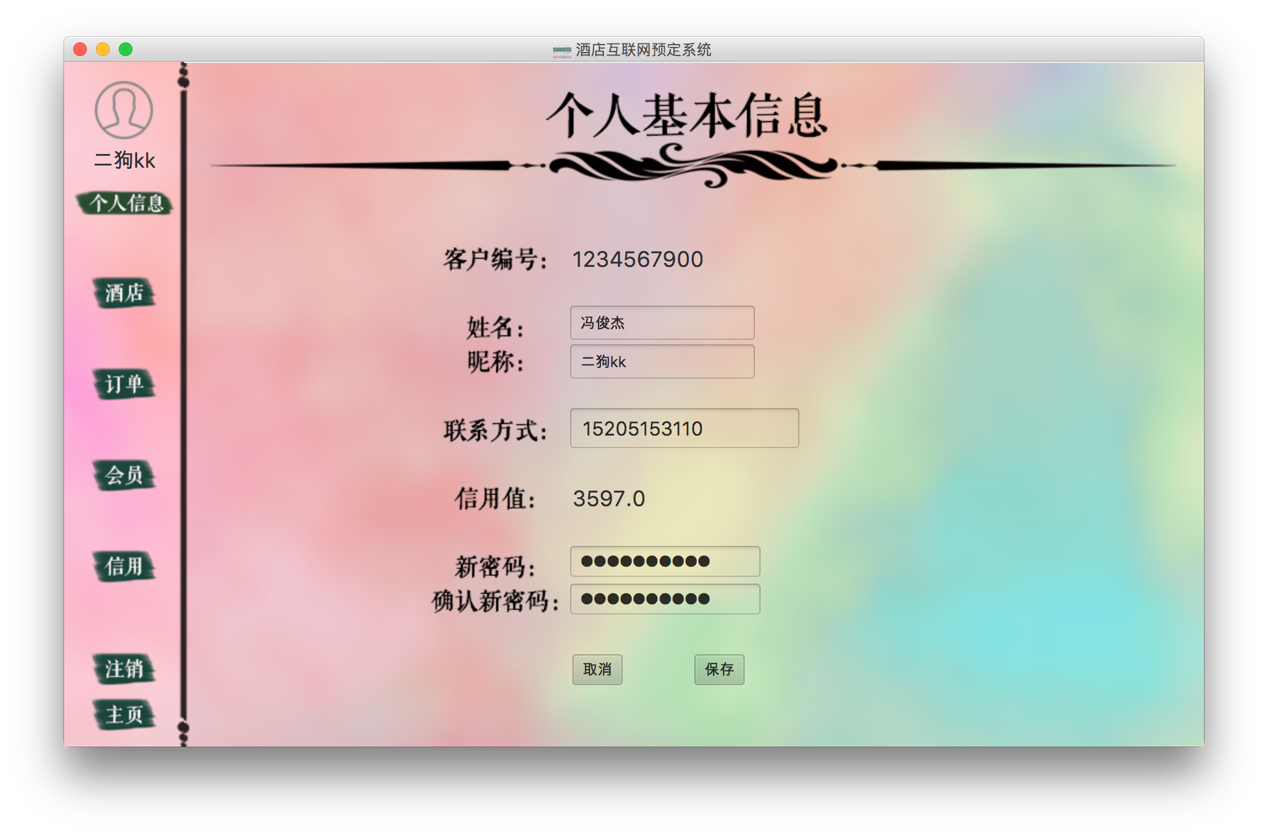 酒店互联网预定系统
二狗kk
个人信息
酒店
订单
会员
信用
注销
主页
个人基本信息
客户编号： 1234567900
姓名： 冯俊杰
昵称： 二狗kk
联系方式： 15205153110
信用值： 3597.0
新密码： ●●●●●●●●●●
确认新密码： ●●●●●●●●●●
取消 保存